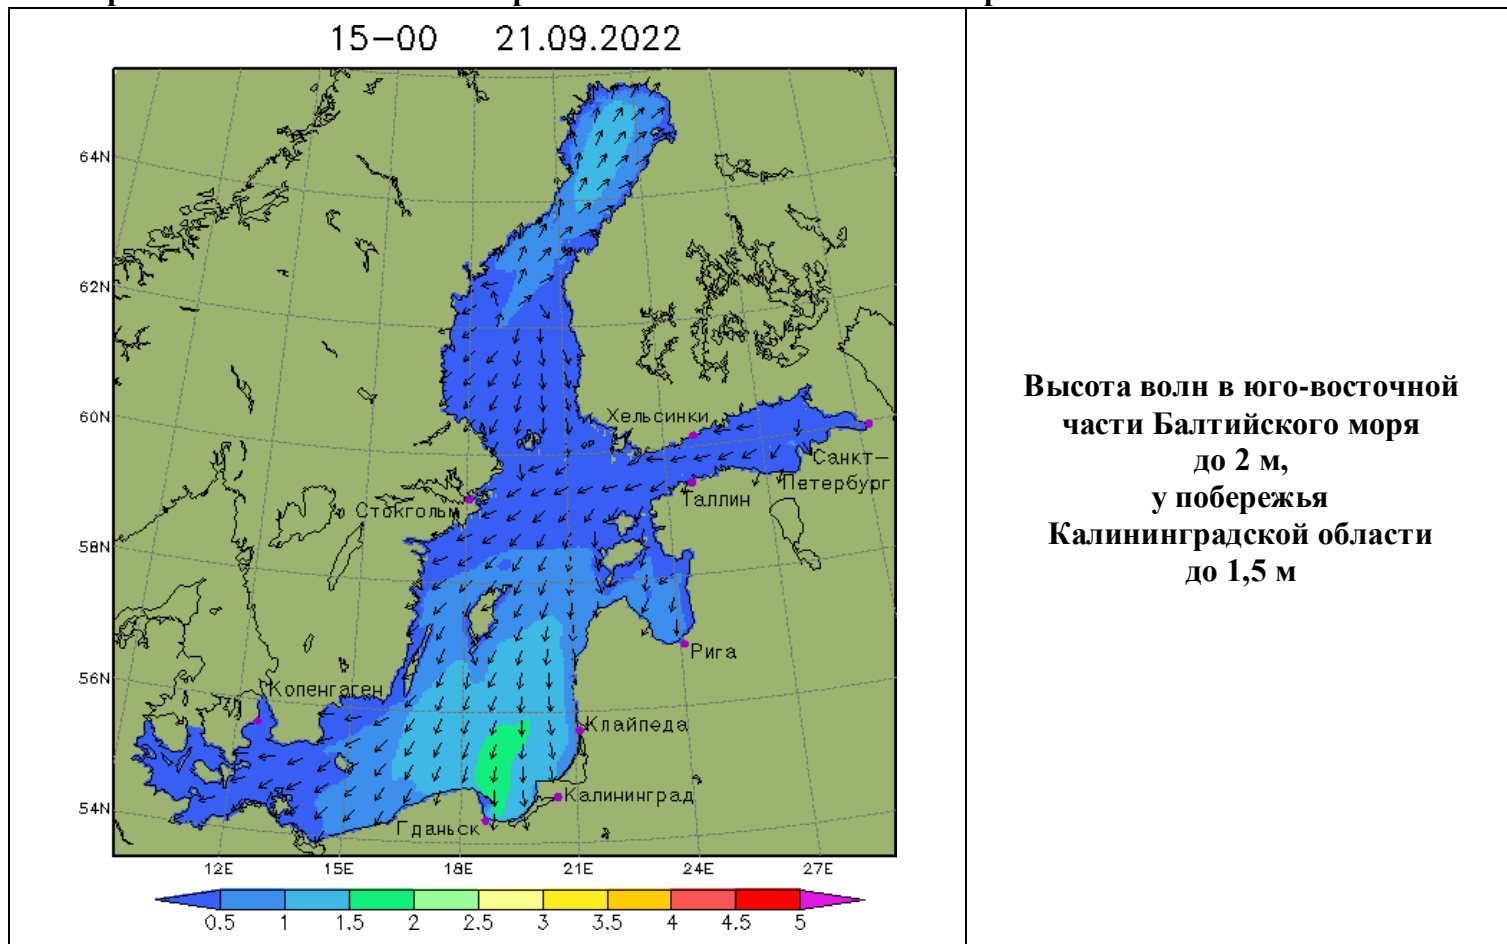 15-00 21.09.2022
64N
62N
Хельсинки
60N
Санкт-
Петербург
Стокгольм
Таллин
58N
Рига
56N
Копенгаген
Клайпеда
Калининград
54N
Гданьск
12E 15E 18E 21E 24E 27E
0.5 1 1.5 2 2.5 3 3.5 4 4.5 5
Высота волн в юго-восточной
части Балтийского моря
до 2 м,
у побережья
Калининградской области
до 1,5 м